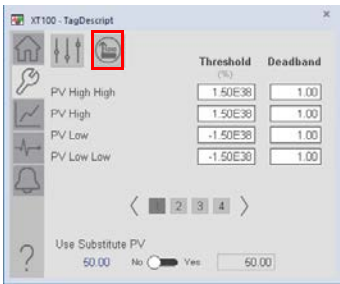 XT100 - TagDescript ×
Threshold Deadband
(%)
PV High High 1.50E38 1.00
PV High 1.50E38 1.00
PV Low -1.50E38 1.00
PV Low Low -1.50E38 1.00
1 2 3 4
Use Substitute PV
50.00 No Yes 50.00
?